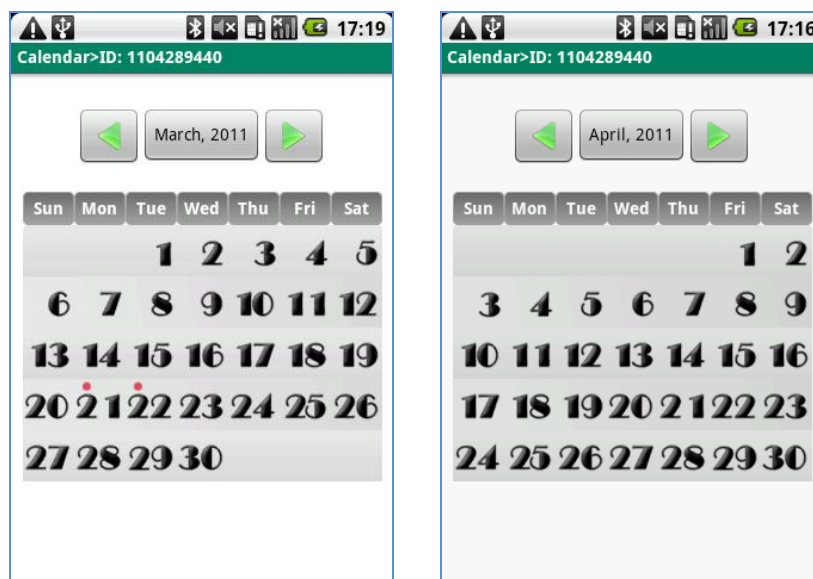 17:19
Calendar>ID: 1104289440
March, 2011
Sun Mon Tue Wed Thu Fri Sat
1 2 3 4 5
6 7 8 9 10 11 12
13 14 15 16 17 18 19
20 21 22 23 24 25 26
27 28 29 30
17:16
Calendar>ID: 1104289440
April, 2011
Sun Mon Tue Wed Thu Fri Sat
1 2
3 4 5 6 7 8 9
10 11 12 13 14 15 16
17 18 19 20 21 22 23
24 25 26 27 28 29 30